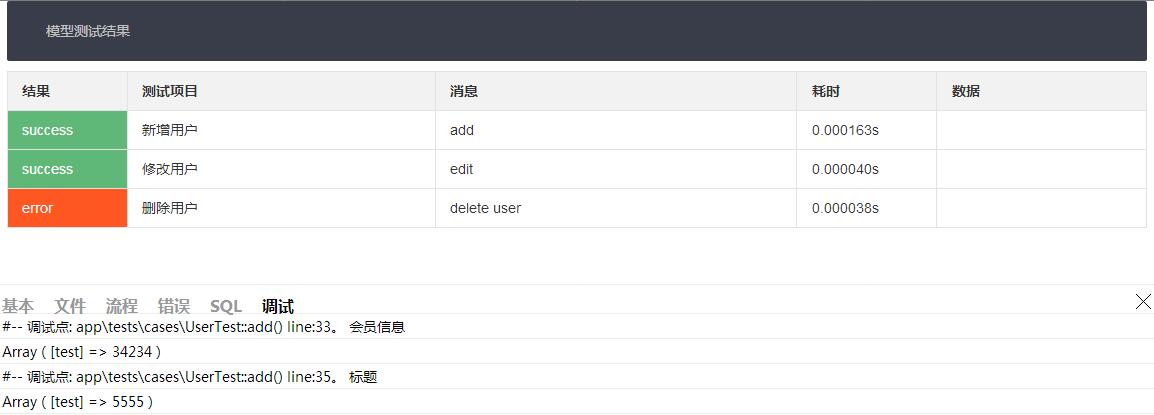 模型测试结果
结果 测试项目 消息 耗时 数据
success 新增用户 add 0.000163s
success 修改用户 edit 0.000040s
error 删除用户 delete user 0.000038s
基本 文件 流程 错误 SQL 调试
#-- 调试点: app\tests\cases\UserTest::add() line:33。 会员信息
Array ( [test] => 34234 )
#-- 调试点: app\tests\cases\UserTest::add() line:35。 标题
Array ( [test] => 5555 )